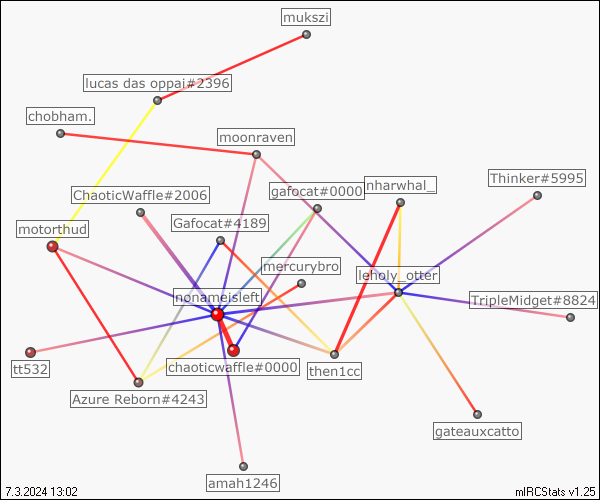 mukszi
lucas das oppai#2396
chobham.
moonraven
Thinker#5995
ChaoticWaffle#2006
gafocat#0000
nharwhal_
motorthud
Gafocat#4189
mercurybro
leholy_otter
nonameisleft
TripleMidget#8824
tt532
chaoticwaffle#0000
then1cc
Azure Reborn#4243
gateauxcatto
amah1246
7.3.2024 13:02
mIRCStats v1.25